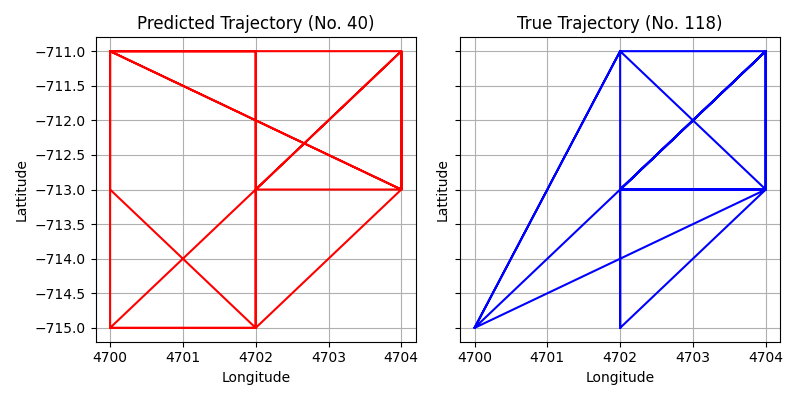 Predicted Trajectory (No. 40)
True Trajectory (No. 118)
−711.0
−711.5
−712.0
−712.5
−713.0
−713.5
−714.0
−714.5
−715.0
Lattitude
Lattitude
4700 4701 4702 4703 4704
4700 4701 4702 4703 4704
Longitude
Longitude